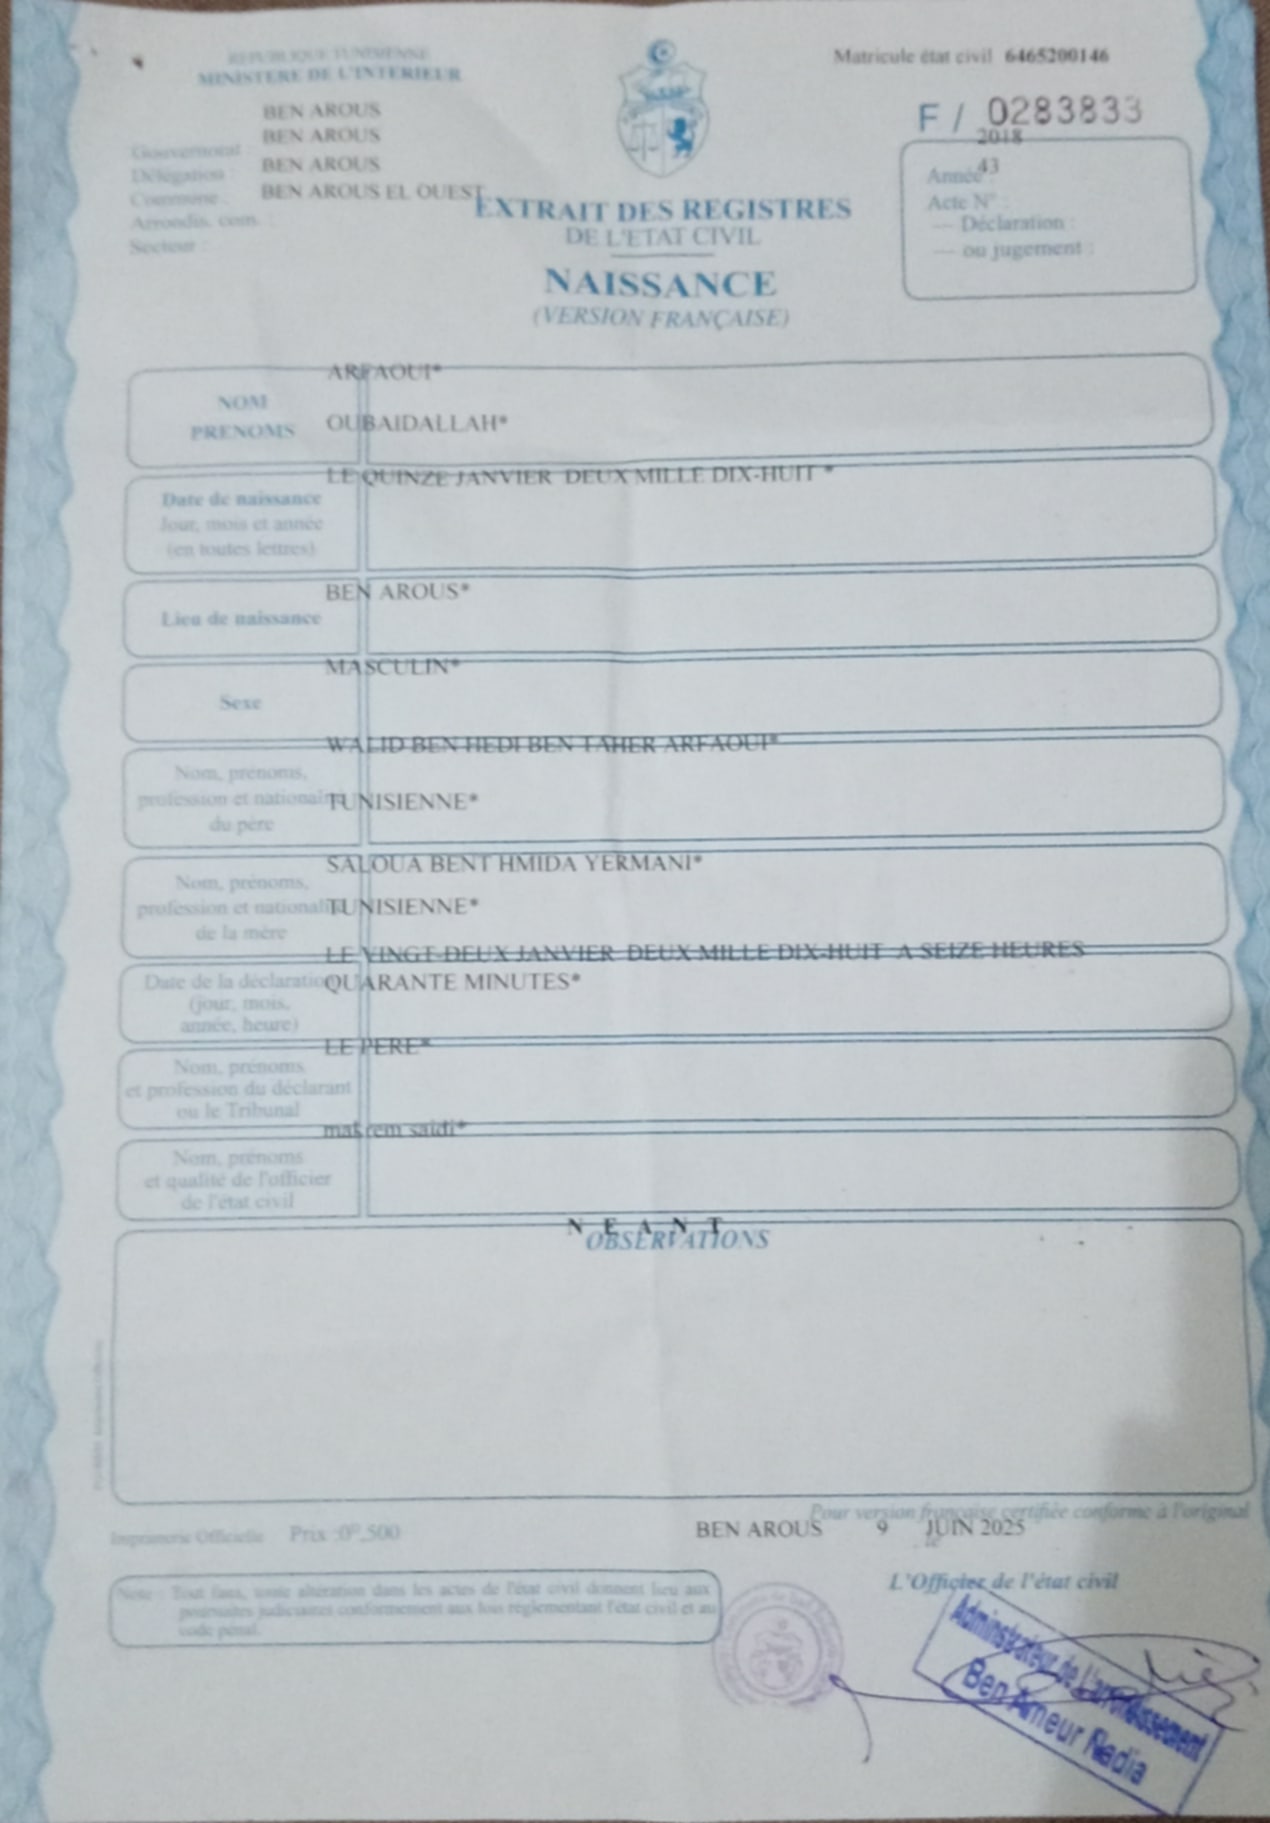 REPUBLIQUE TUNISIENNE
MINISTERE DE L'INTERIEUR
Matricule état civil 6465200146
F / 0283833
Gouvernorat : BEN AROUS
Délégation : BEN AROUS
Commune : BEN AROUS
Arrondis. com. : BEN AROUS EL OUEST
Secteur :
2018
Année 43
Acte N° :
— Déclaration :
— ou jugement :
EXTRAIT DES REGISTRES
DE L'ETAT CIVIL
NAISSANCE
(VERSION FRANÇAISE)
NOM
PRENOMS
ARFAOUI*
OUBAIDALLAH*
Date de naissance
Jour, mois et année
(en toutes lettres)
LE QUINZE JANVIER DEUX MILLE DIX-HUIT *
Lieu de naissance
BEN AROUS*
Sexe
MASCULIN*
Nom, prénoms,
profession et nationalité
du père
WALID BEN HEDI BEN TAHER ARFAOUI*
TUNISIENNE*
Nom, prénoms,
profession et nationalité
de la mère
SALOUA BENT HMIDA YERMANI*
TUNISIENNE*
Date de la déclaration
(jour, mois,
année, heure)
LE VINGT-DEUX JANVIER DEUX MILLE DIX-HUIT A SEIZE HEURES
QUARANTE MINUTES*
Nom, prénoms
et profession du déclarant
ou le Tribunal
LE PERE*
Nom, prénoms
et qualité de l'officier
de l'état civil
makrem saidi*
N E A N T
OBSERVATIONS
Pour version française certifiée conforme à l'original
BEN AROUS 9 JUIN 2025
le
Imprimerie Officielle Prix :0ᴰ,500
L'Officier de l'état civil
Note : Tout faux, toute altération dans les actes de l'état civil donnent lieu aux
poursuites judiciaires conformément aux lois réglementant l'état civil et au
code pénal.
Adminstrateur de L'arrondissement
Ben Ameur Nadia